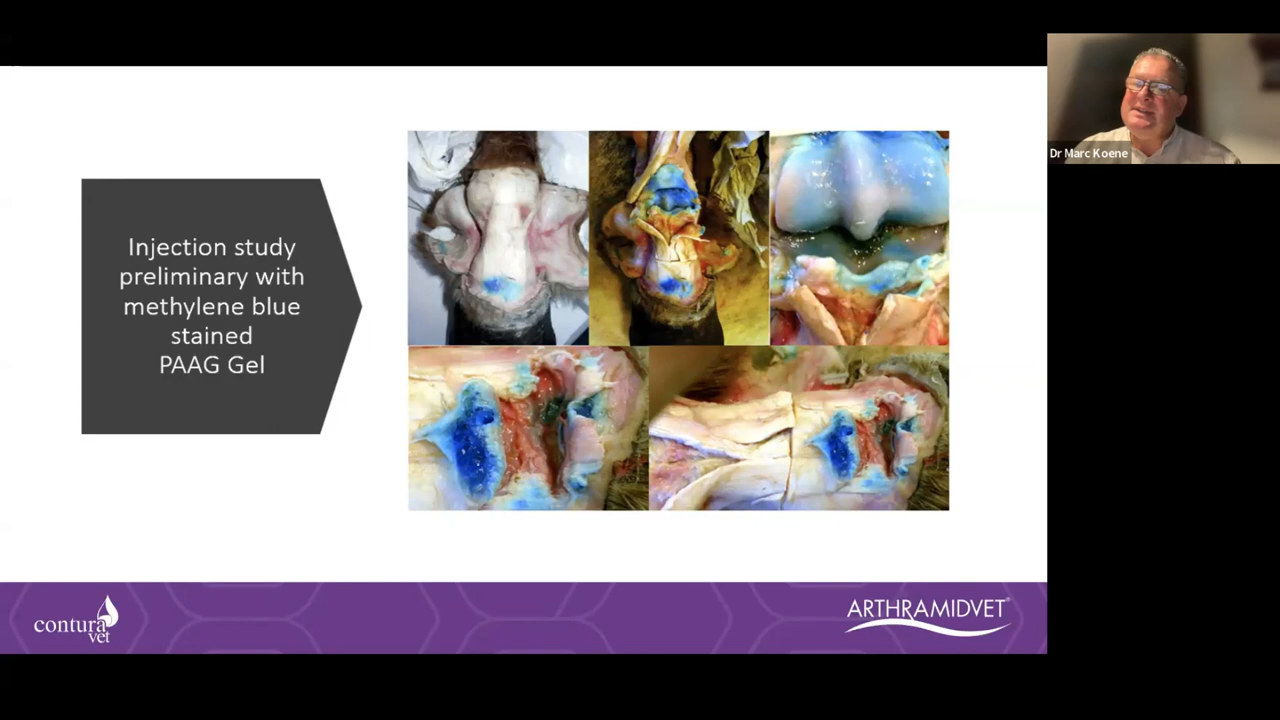 Injection study
preliminary with
methylene blue
stained
PAAG Gel
Dr Marc Koene
contura
vet
ARTHRAMIDVET®